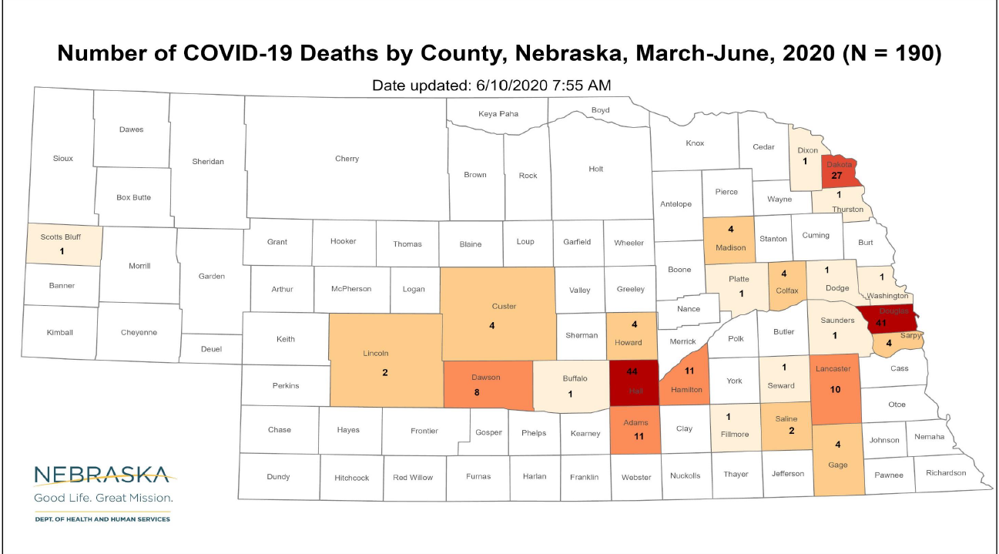 Number of COVID-19 Deaths by County, Nebraska, March-June, 2020 (N = 190)
Date updated: 6/10/2020 7:55 AM
Sioux
Dawes
Box Butte
Sheridan
Cherry
Keya Paha
Boyd
Brown
Rock
Holt
Knox
Cedar
Dixon
1
Dakota
27
Antelope
Pierce
Wayne
1
Thurston
Scotts Bluff
1
Banner
Kimball
Morrill
Cheyenne
Garden
Deuel
Grant
Hooker
Thomas
Blaine
Loup
Garfield
Wheeler
4
Madison
Stanton
Cuming
Burt
Arthur
McPherson
Logan
Custer
4
Valley
Greeley
Boone
Nance
Platte
1
4
Colfax
1
Dodge
1
Washington
Keith
Lincoln
2
Sherman
4
Howard
Merrick
Polk
Butler
Saunders
1
Douglas
41
Sarpy
4
Perkins
Dawson
8
Buffalo
1
44
Hall
11
Hamilton
York
1
Seward
Lancaster
10
Cass
Otoe
Chase
Hayes
Frontier
Gosper
Phelps
Kearney
Adams
11
Clay
1
Fillmore
Saline
2
4
Gage
Johnson
Nemaha
Dundy
Hitchcock
Red Willow
Furnas
Harlan
Franklin
Webster
Nuckolls
Thayer
Jefferson
Pawnee
Richardson
NEBRASKA
Good Life. Great Mission.
DEPT. OF HEALTH AND HUMAN SERVICES